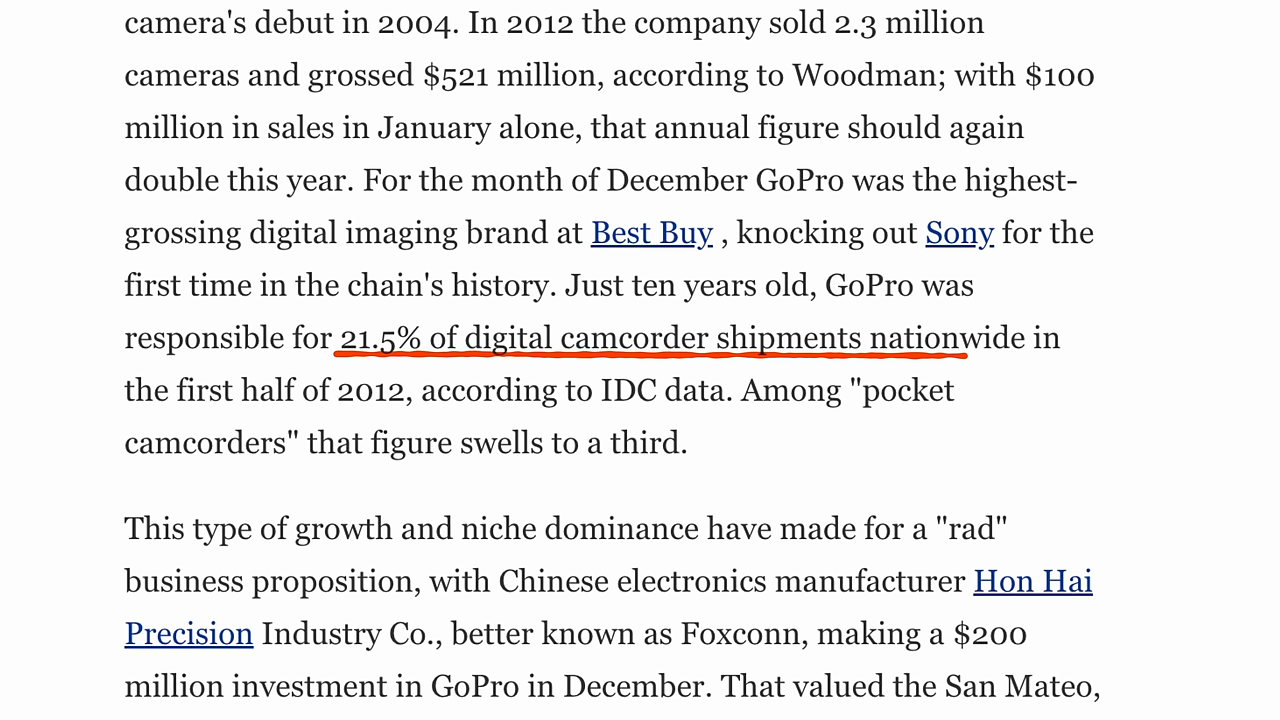 camera's debut in 2004. In 2012 the company sold 2.3 million
cameras and grossed $521 million, according to Woodman; with $100
million in sales in January alone, that annual figure should again
double this year. For the month of December GoPro was the highest-
grossing digital imaging brand at Best Buy , knocking out Sony for the
first time in the chain's history. Just ten years old, GoPro was
responsible for 21.5% of digital camcorder shipments nationwide in
the first half of 2012, according to IDC data. Among "pocket
camcorders" that figure swells to a third.
This type of growth and niche dominance have made for a "rad"
business proposition, with Chinese electronics manufacturer Hon Hai
Precision Industry Co., better known as Foxconn, making a $200
million investment in GoPro in December. That valued the San Mateo,